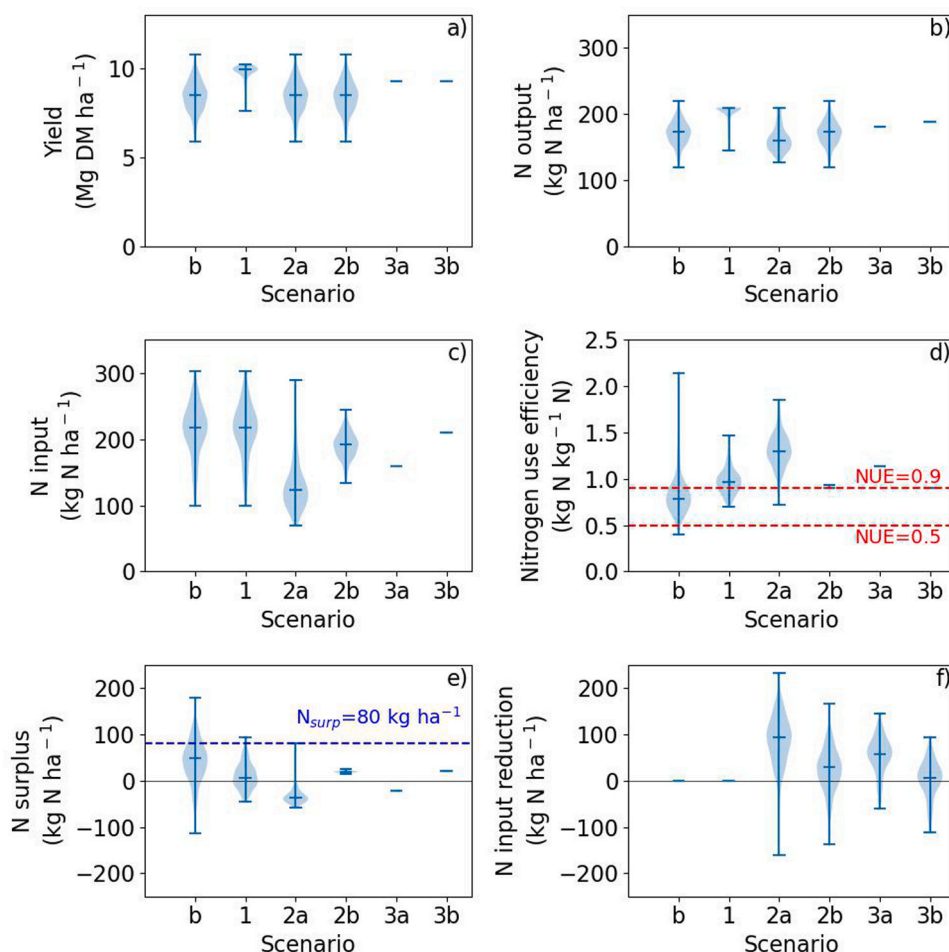 a)
Yield
(Mg DM ha⁻¹)
10
5
0
b 1 2a 2b 3a 3b
Scenario
b)
N output
(kg N ha⁻¹)
300
200
100
0
b 1 2a 2b 3a 3b
Scenario
c)
N input
(kg N ha⁻¹)
300
200
100
0
b 1 2a 2b 3a 3b
Scenario
d)
Nitrogen use efficiency
(kg N kg⁻¹ N)
2.5
2.0
1.5
1.0
0.5
0.0
NUE=0.9
NUE=0.5
b 1 2a 2b 3a 3b
Scenario
e)
N surplus
(kg N ha⁻¹)
200
100
0
−100
−200
Nsurp=80 kg ha⁻¹
b 1 2a 2b 3a 3b
Scenario
f)
N input reduction
(kg N ha⁻¹)
200
100
0
−100
−200
b 1 2a 2b 3a 3b
Scenario